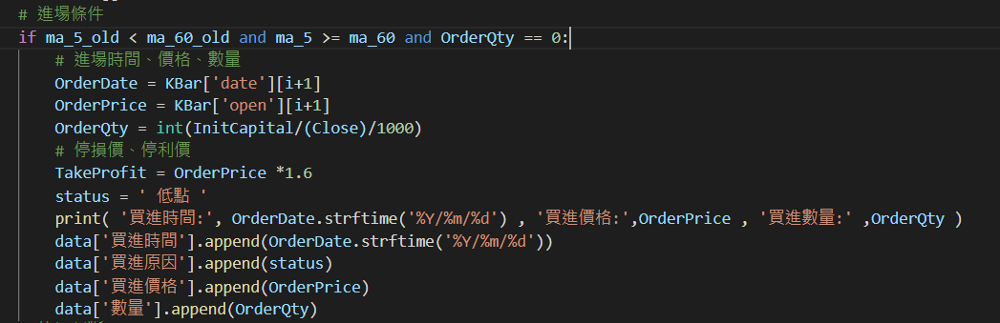 # 進場條件
if ma_5_old < ma_60_old and ma_5 >= ma_60 and OrderQty == 0:
# 進場時間、價格、數量
OrderDate = KBar['date'][i+1]
OrderPrice = KBar['open'][i+1]
OrderQty = int(InitCapital/(Close)/1000)
# 停損價、停利價
TakeProfit = OrderPrice *1.6
status = ' 低點 '
print( '買進時間:', OrderDate.strftime('%Y/%m/%d') , '買進價格:',OrderPrice , '買進數量:' ,OrderQty )
data['買進時間'].append(OrderDate.strftime('%Y/%m/%d'))
data['買進原因'].append(status)
data['買進價格'].append(OrderPrice)
data['數量'].append(OrderQty)